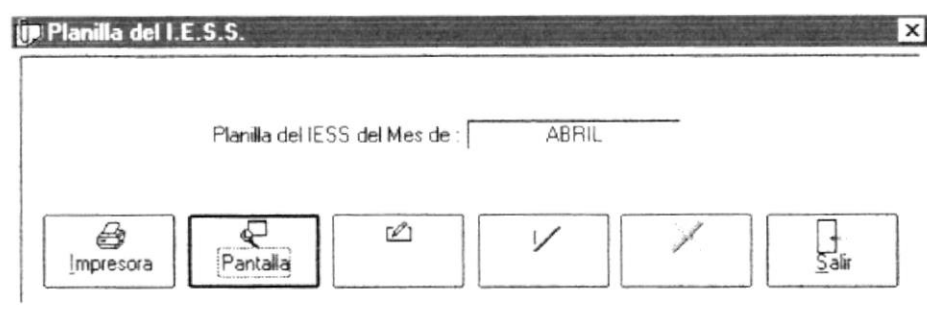 Planilla del I.E.S.S.
Planilla del IESS del Mes de : ABRIL
Impresora Pantalla Salir